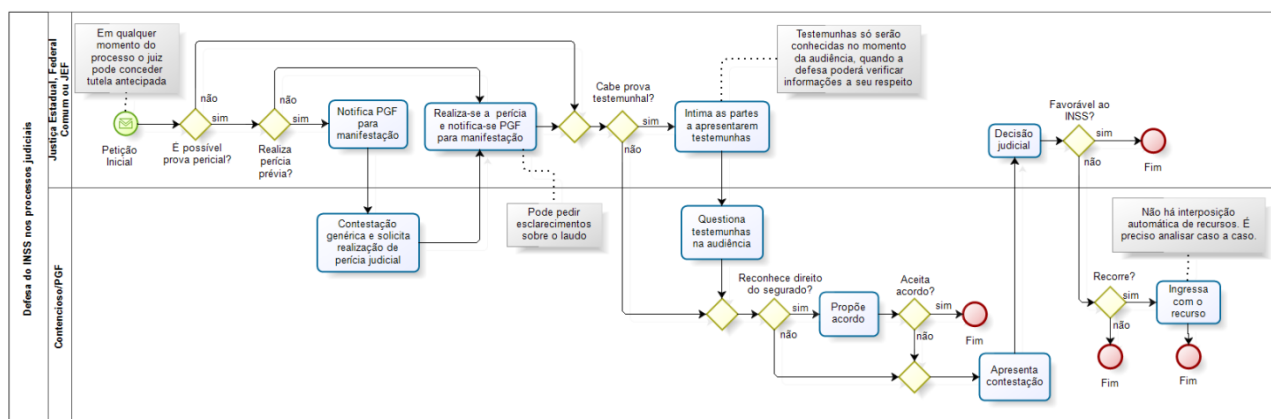 Defesa do INSS nos processos judiciais
Justiça Estadual, Federal
Comum ou JEF
Em qualquer
momento do
processo o juiz
pode conceder
tutela antecipada
Petição
Inicial
não
sim
É possível
prova pericial?
não
sim
Realiza
perícia
prévia?
Notifica PGF
para
manifestação
Realiza-se a perícia
e notifica-se PGF
para manifestação
Cabe prova
testemunhal?
sim
não
Intima as partes
a apresentarem
testemunhas
Testemunhas só serão
conhecidas no momento
da audiência, quando a
defesa poderá verificar
informações a seu respeito
Decisão
judicial
Favorável ao
INSS?
sim
não
Fim
Contencioso/PGF
Contestação
genérica e solicita
realização de
perícia judicial
Pode pedir
esclarecimentos
sobre o laudo
Questiona
testemunhas
na audiência
Reconhece direito
do segurado?
sim
não
Propõe
acordo
Aceita
acordo?
sim
não
Fim
Apresenta
contestação
Não há interposição
automática de recursos. É
preciso analisar caso a caso.
Recorre?
sim
não
Ingressa
com o
recurso
Fim
Fim